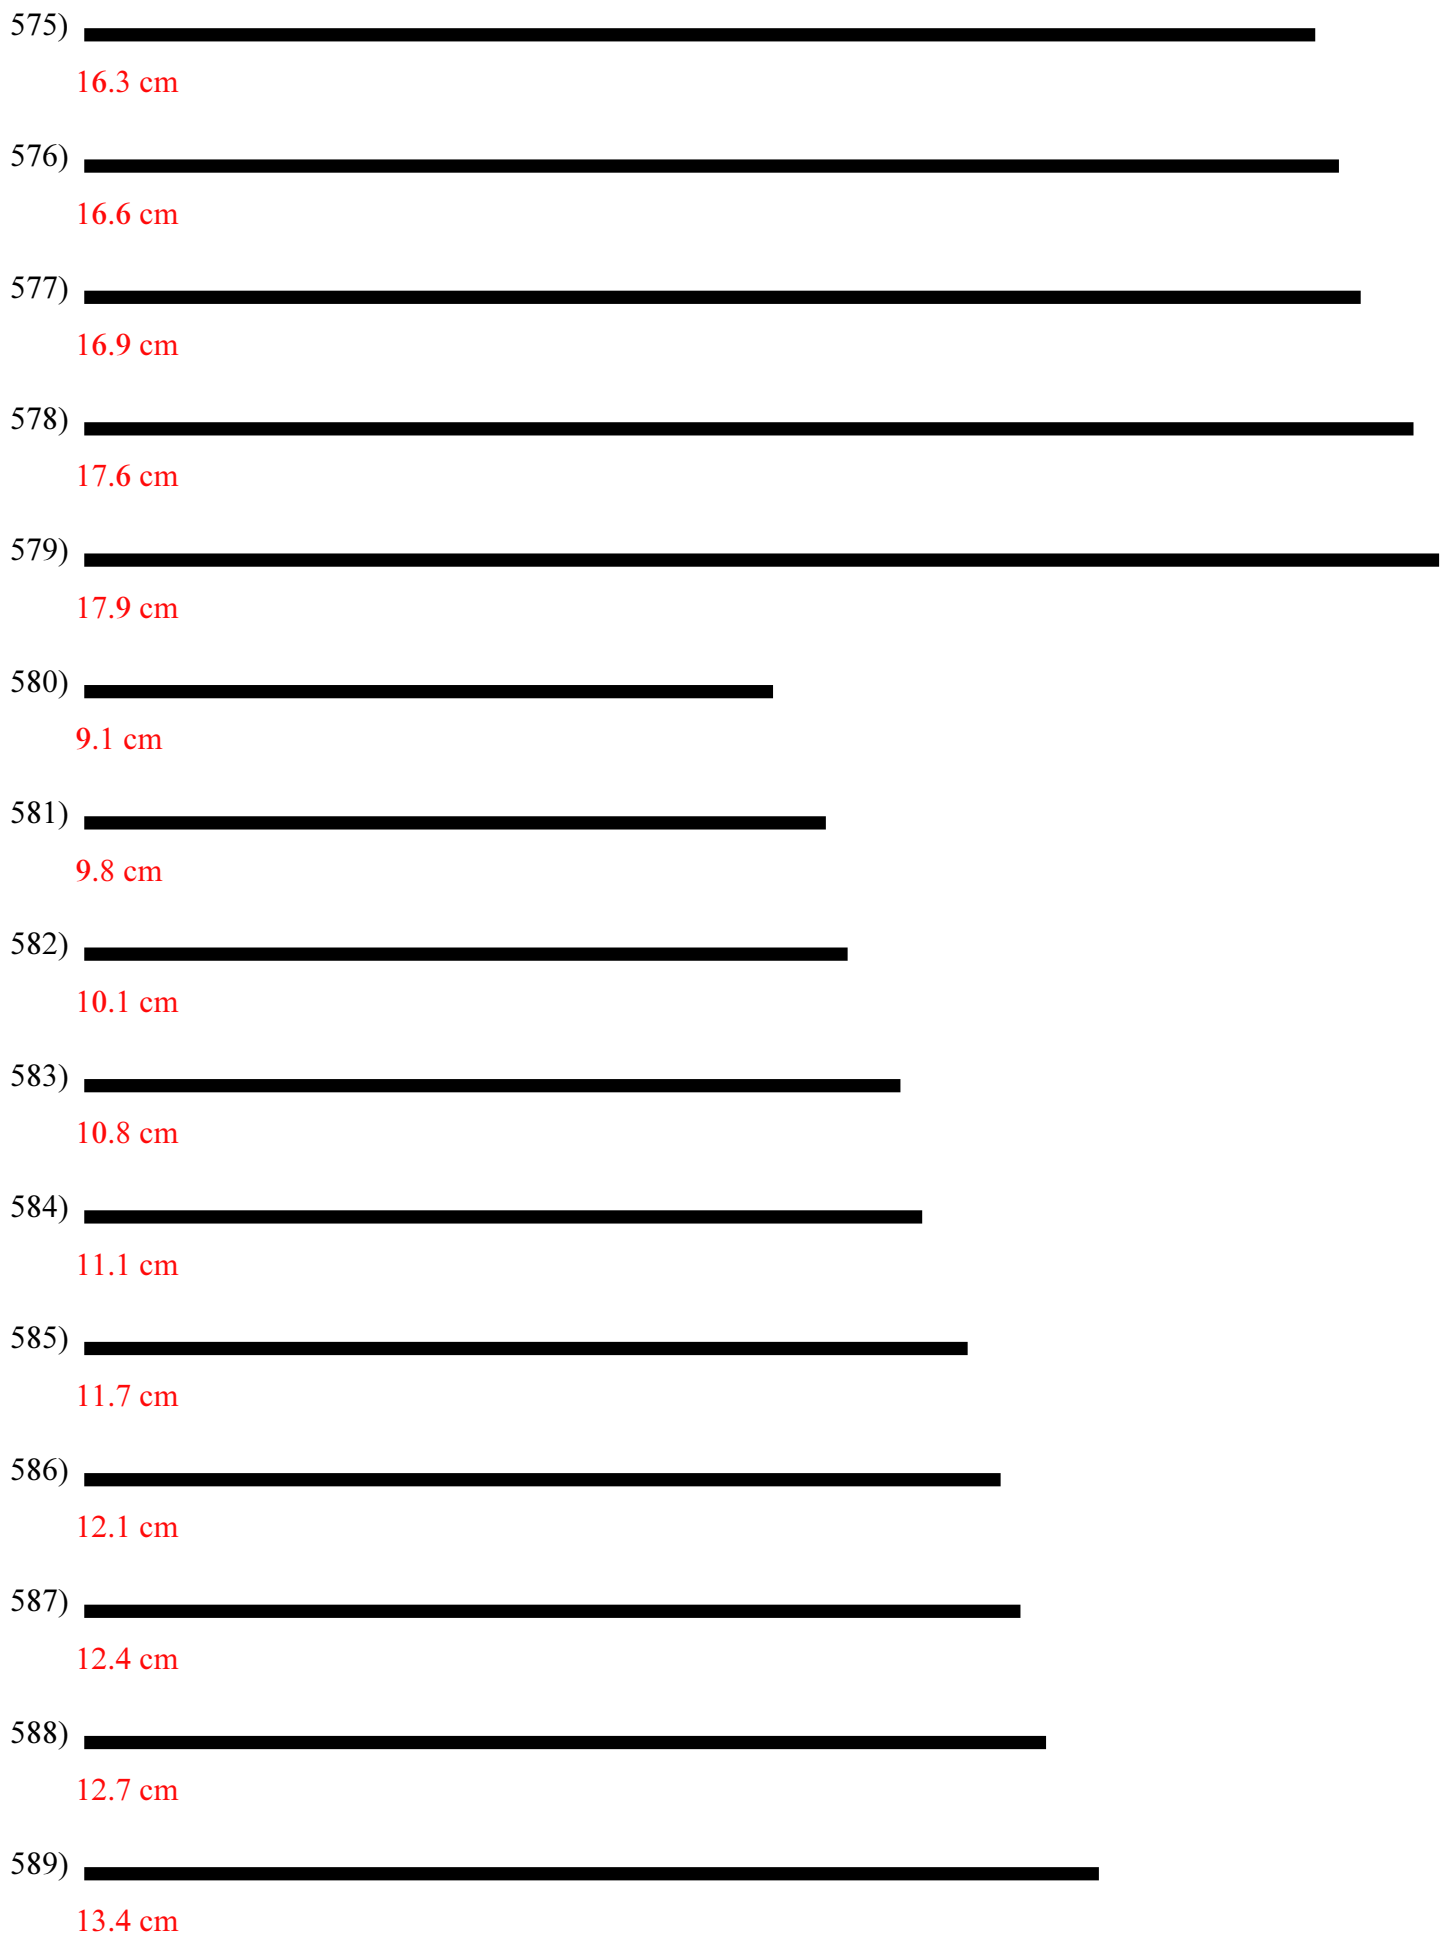 575)
16.3 cm
576)
16.6 cm
577)
16.9 cm
578)
17.6 cm
579)
17.9 cm
580)
9.1 cm
581)
9.8 cm
582)
10.1 cm
583)
10.8 cm
584)
11.1 cm
585)
11.7 cm
586)
12.1 cm
587)
12.4 cm
588)
12.7 cm
589)
13.4 cm